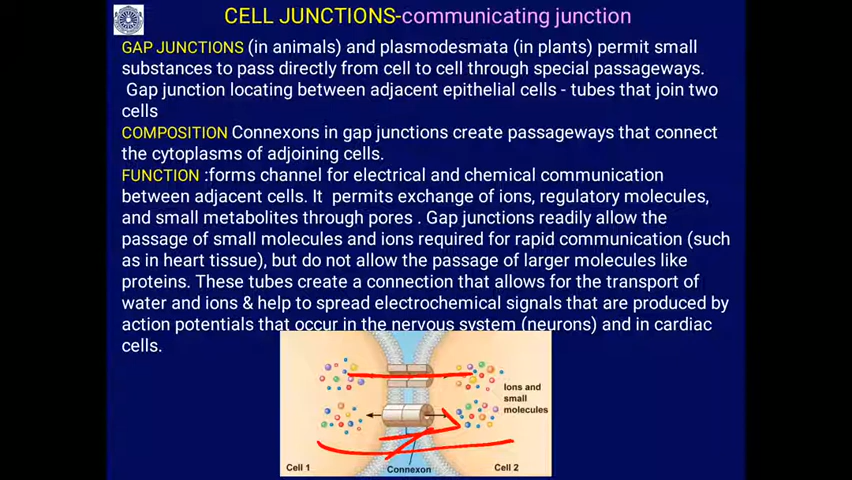 CELL JUNCTIONS-communicating junction
GAP JUNCTIONS (in animals) and plasmodesmata (in plants) permit small
substances to pass directly from cell to cell through special passageways.
Gap junction locating between adjacent epithelial cells - tubes that join two
cells
COMPOSITION Connexons in gap junctions create passageways that connect
the cytoplasms of adjoining cells.
FUNCTION :forms channel for electrical and chemical communication
between adjacent cells. It permits exchange of ions, regulatory molecules,
and small metabolites through pores . Gap junctions readily allow the
passage of small molecules and ions required for rapid communication (such
as in heart tissue), but do not allow the passage of larger molecules like
proteins. These tubes create a connection that allows for the transport of
water and ions & help to spread electrochemical signals that are produced by
action potentials that occur in the nervous system (neurons) and in cardiac
cells.
Ions and
small
molecules
Cell 1
Connexon
Cell 2